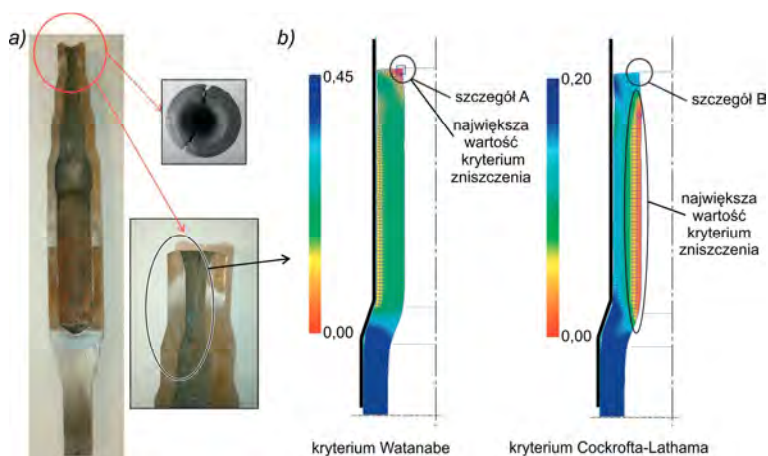 a)
b)
0,45
0,00
szczegół A
największa
wartość
kryterium
zniszczenia
kryterium Watanabe
0,20
0,00
szczegół B
największa
wartość
kryterium
zniszczenia
kryterium Cockrofta-Lathama